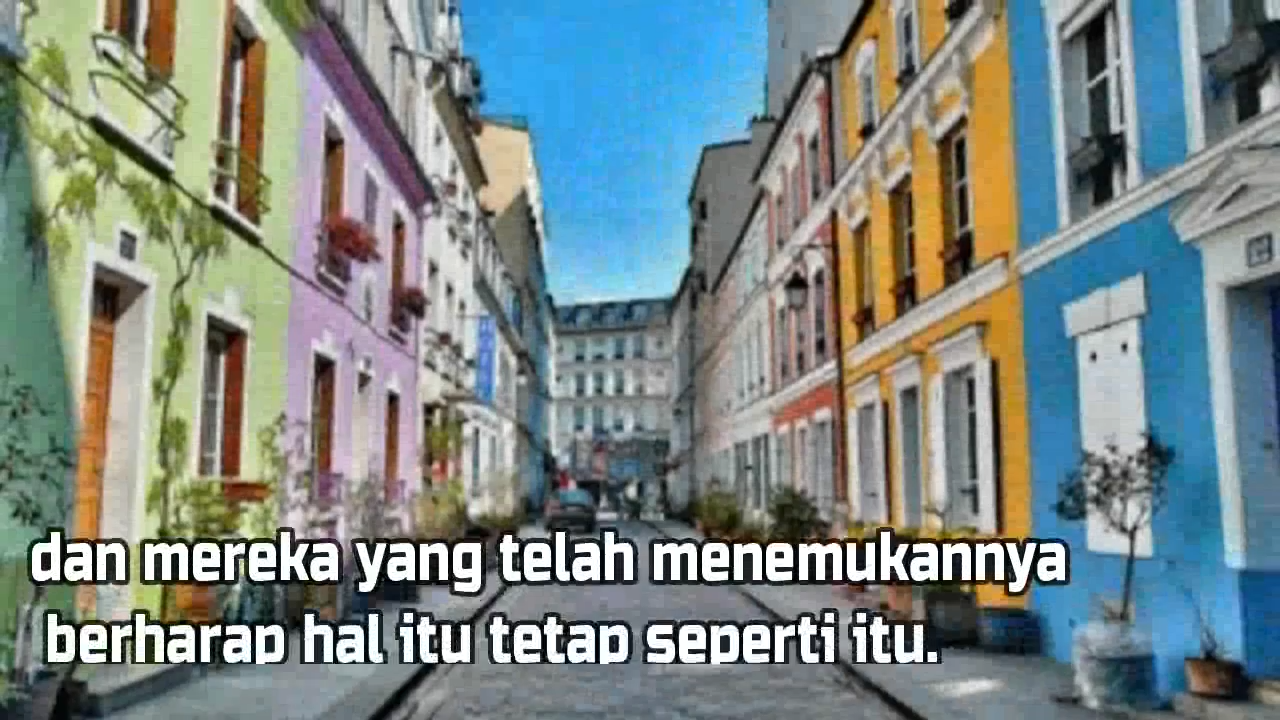 dan mereka yang telah menemukannya
berharap hal itu tetap seperti itu.